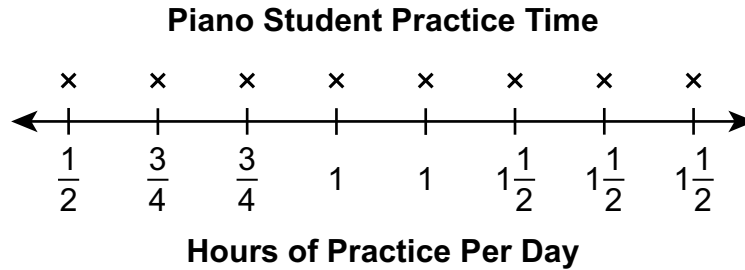 Piano Student Practice Time
× × × × × × × ×
1/2 3/4 3/4 1 1 1 1/2 1 1/2 1 1/2
Hours of Practice Per Day